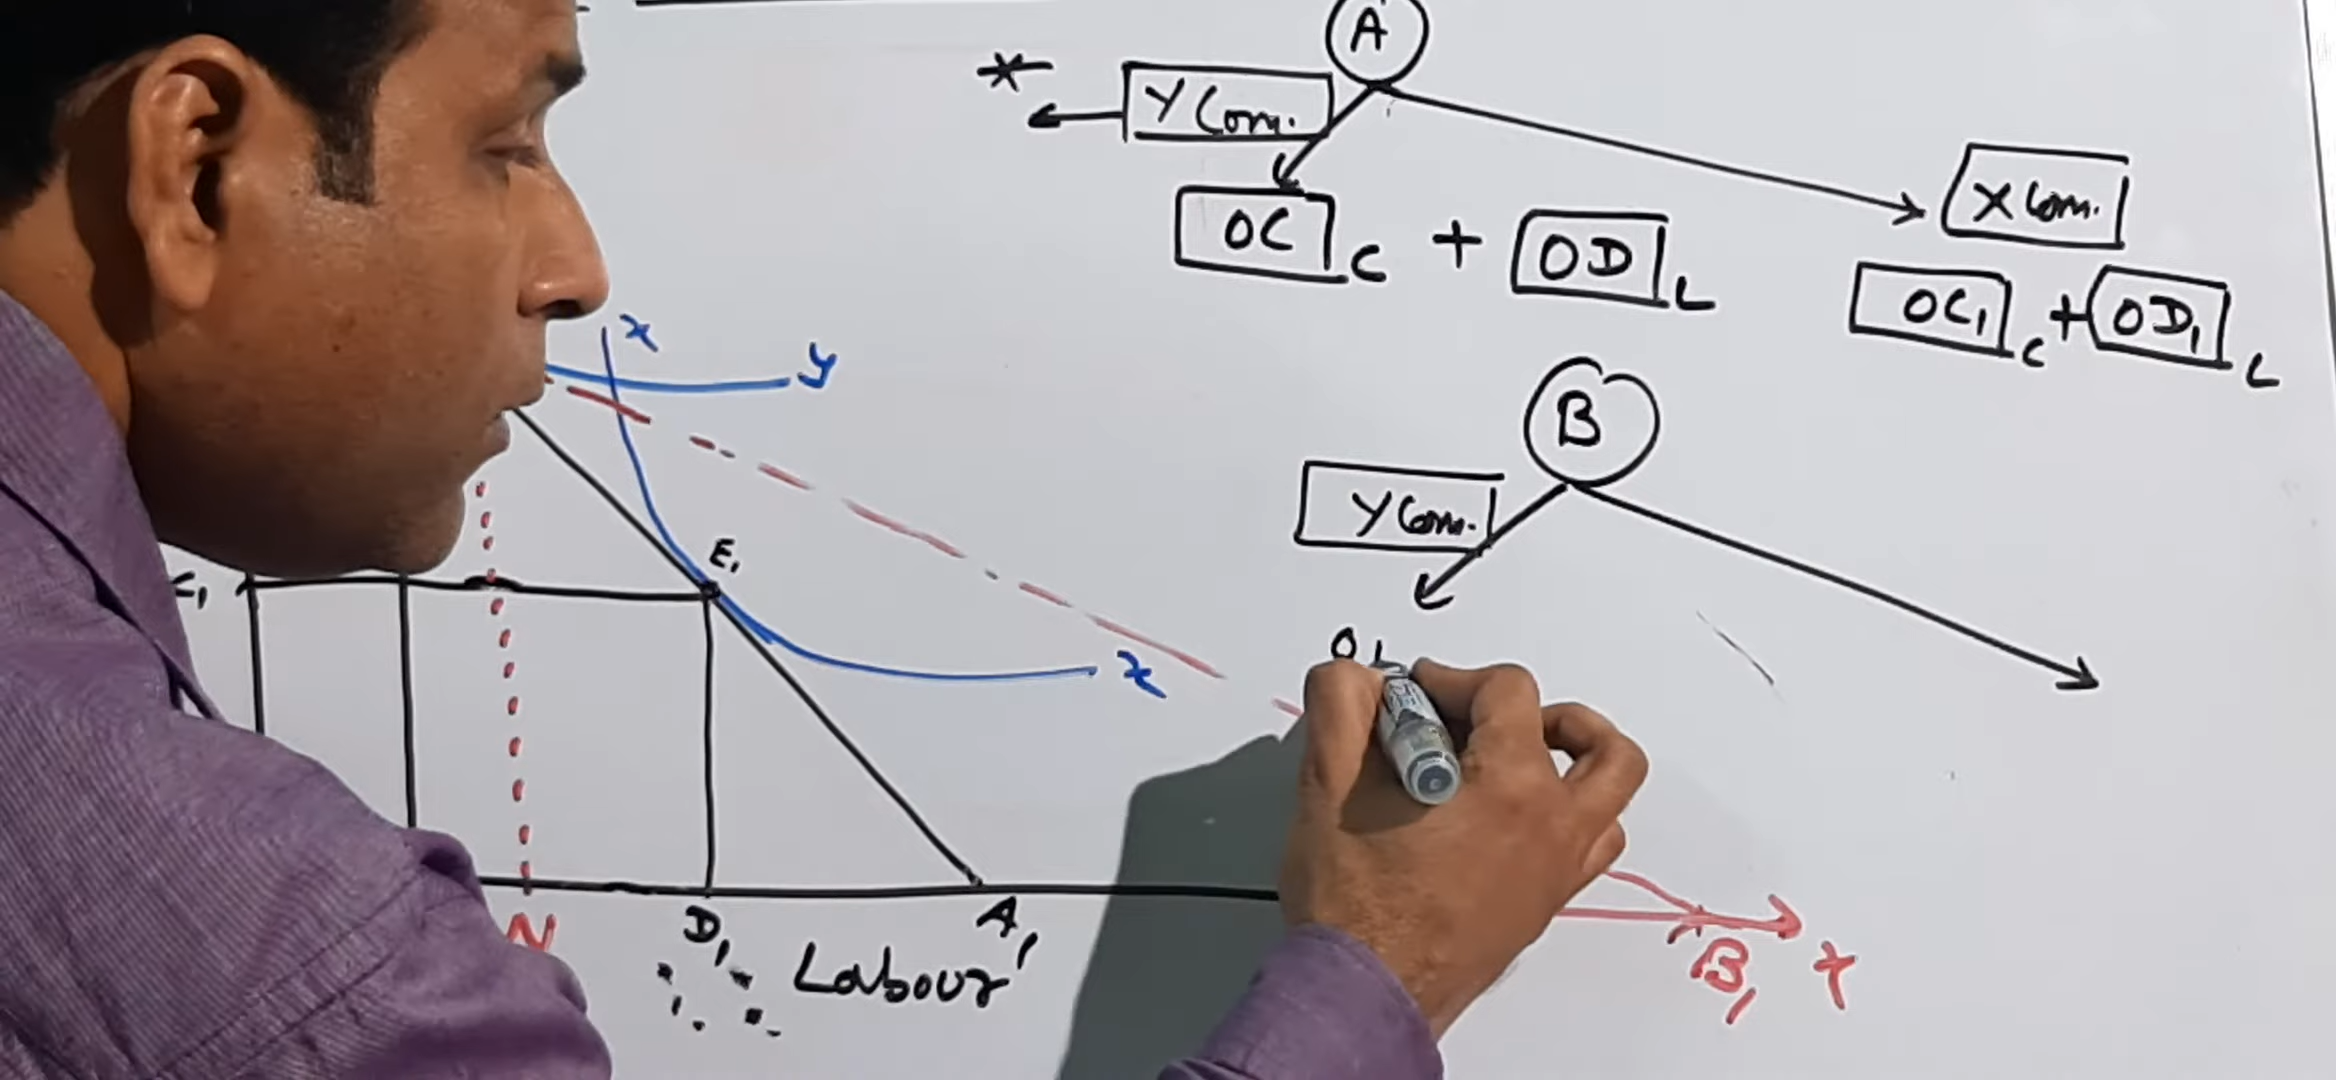 A
Y Com.
X Com.
OC C + OD L
OC₁ C + OD₁ L
B
Y Com.
x
y
E₁
x
N
D₁
A₁
Labour
B₁
X